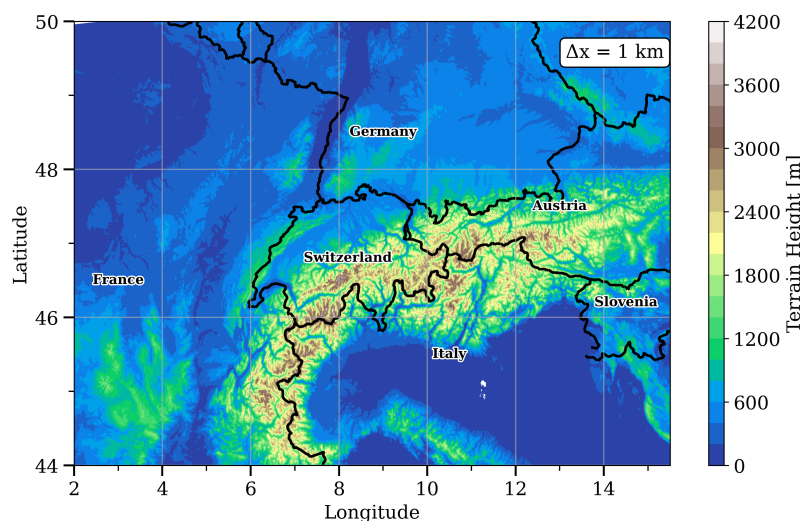 50
48
46
44
Latitude
2
4
6
8
10
12
14
Longitude
Δx = 1 km
Germany
Austria
Switzerland
France
Slovenia
Italy
4200
3600
3000
2400
1800
1200
600
0
Terrain Height [m]